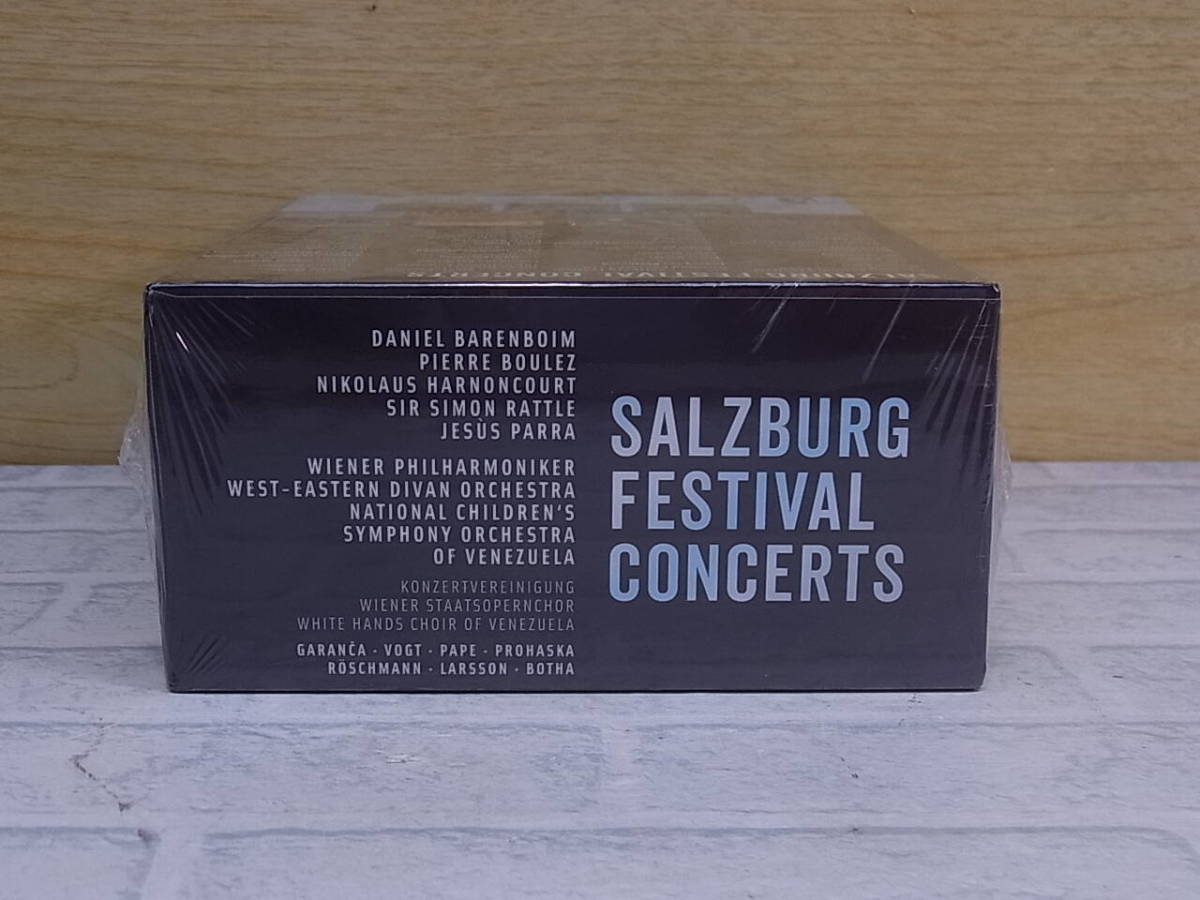 DANIEL BARENBOIM
PIERRE BOULEZ
NIKOLAUS HARNONCOURT
SIR SIMON RATTLE
JESÙS PARRA
WIENER PHILHARMONIKER
WEST-EASTERN DIVAN ORCHESTRA
NATIONAL CHILDREN'S
SYMPHONY ORCHESTRA
OF VENEZUELA
KONZERTVEREINIGUNG
WIENER STAATSOPERNCHOR
WHITE HANDS CHOIR OF VENEZUELA
GARANČA · VOGT · PAPE · PROHASKA
RÖSCHMANN · LARSSON · BOTHA
SALZBURG
FESTIVAL
CONCERTS